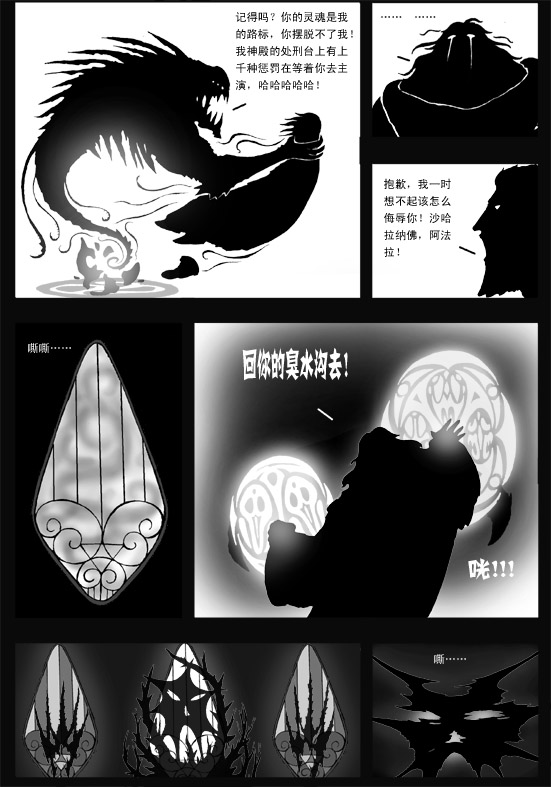 记得吗？你的灵魂是我
的路标，你摆脱不了我！
我神殿的处刑台上有上
千种惩罚在等着你去主
演，哈哈哈哈哈！
…… ……
抱歉，我一时
想不起该怎么
侮辱你！沙哈
拉纳佛，阿法
拉！
嘶嘶……
回你的臭水沟去！
咣!!!
嘶……